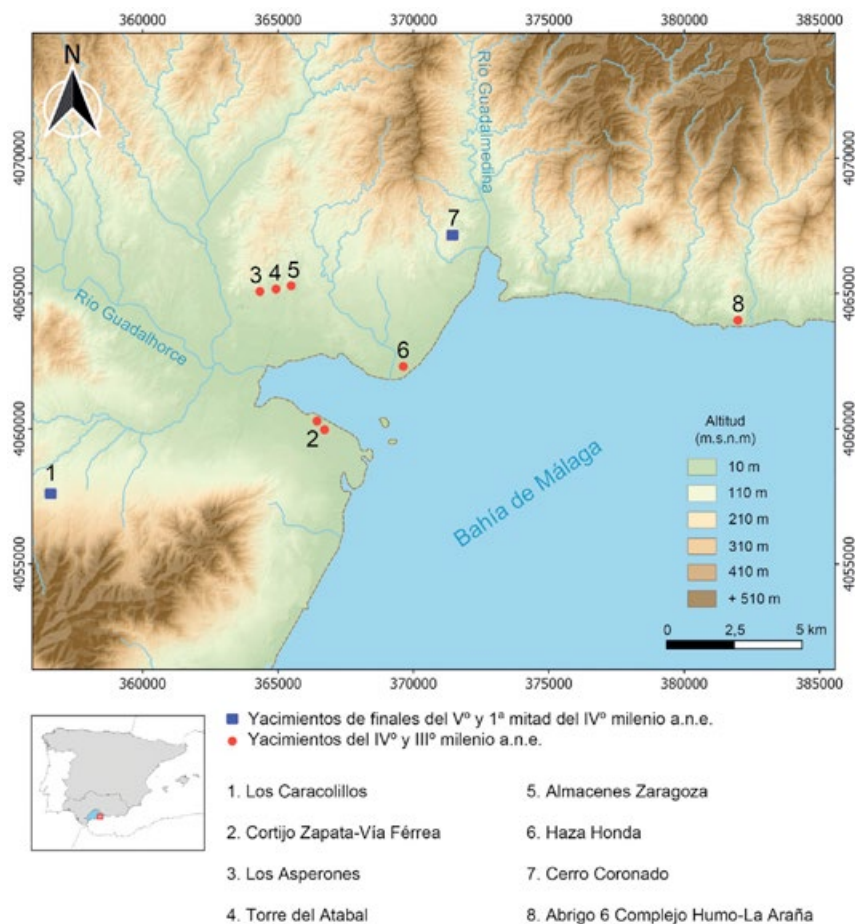 360000 365000 370000 375000 380000 385000
N
Río Guadalmedina
4070000 4070000
7
3 4 5
4065000 4065000
8
Río Guadalhorce
6
4060000 4060000
2
1
Bahía de Málaga
Altitud
(m.s.n.m)
10 m
110 m
210 m
310 m
410 m
+ 510 m
4055000 4055000
0 2,5 5 km
360000 365000 370000 375000 380000 385000
Yacimientos de finales del Vº y 1ª mitad del IVº milenio a.n.e.
Yacimientos del IVº y IIIº milenio a.n.e.
1. Los Caracolillos
2. Cortijo Zapata-Vía Férrea
3. Los Asperones
4. Torre del Atabal
5. Almacenes Zaragoza
6. Haza Honda
7. Cerro Coronado
8. Abrigo 6 Complejo Humo-La Araña